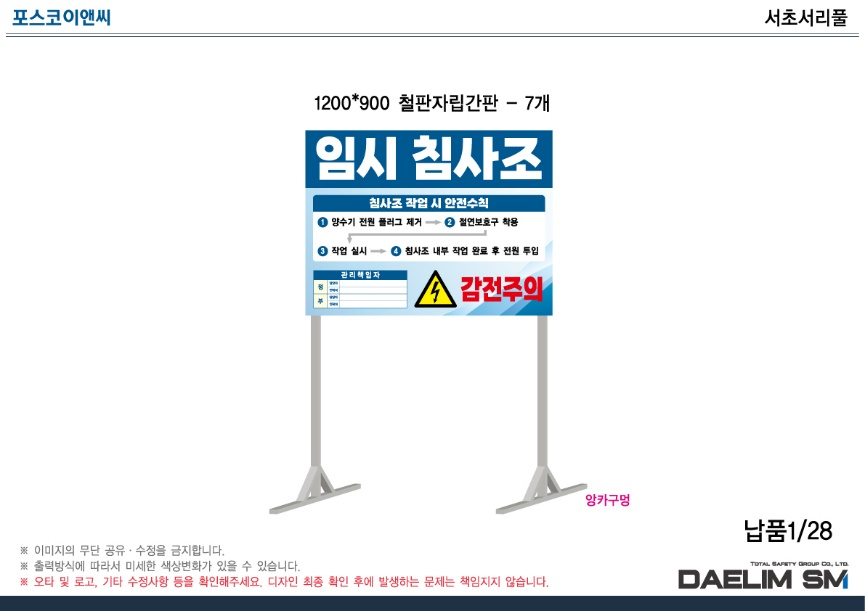 포스코이앤씨
서초서리풀
1200*900 철판자립간판 - 7개
임시 침사조
침사조 작업 시 안전수칙
1 양수기 전원 플러그 제거 2 절연보호구 착용
3 작업 실시 4 침사조 내부 작업 완료 후 전원 투입
관리책임자
정
부
감전주의
앙카구멍
납품1/28
※ 이미지의 무단 공유·수정을 금지합니다.
※ 출력방식에 따라서 미세한 색상변화가 있을 수 있습니다.
※ 오타 및 로고, 기타 수정사항 등을 확인해주세요. 디자인 최종 확인 후에 발생하는 문제는 책임지지 않습니다.
TOTAL SAFETY GROUP CO., LTD.
DAELIM SM